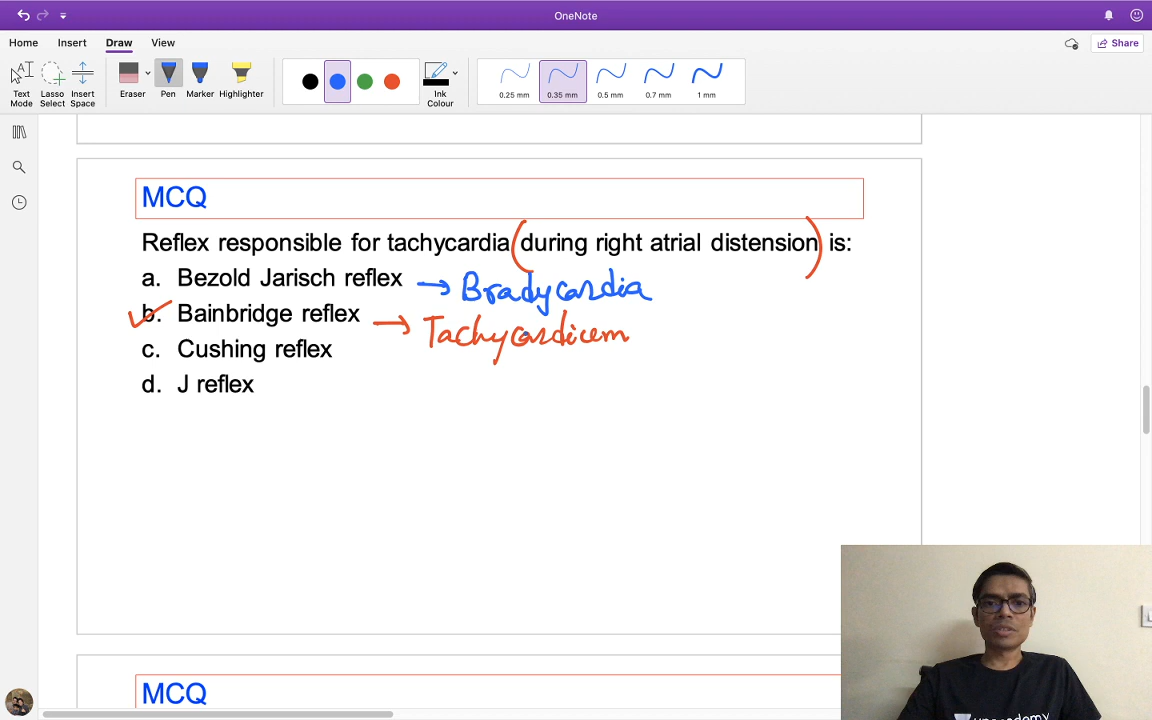 OneNote
Home Insert Draw View
Share
Text Mode
Lasso Select
Insert Space
Eraser
Pen
Marker
Highlighter
Ink Colour
0.25 mm 0.35 mm 0.5 mm 0.7 mm 1 mm
MCQ
Reflex responsible for tachycardia (during right atrial distension) is:
a. Bezold Jarisch reflex → Bradycardia
b. Bainbridge reflex → Tachycardicem
c. Cushing reflex
d. J reflex
MCQ